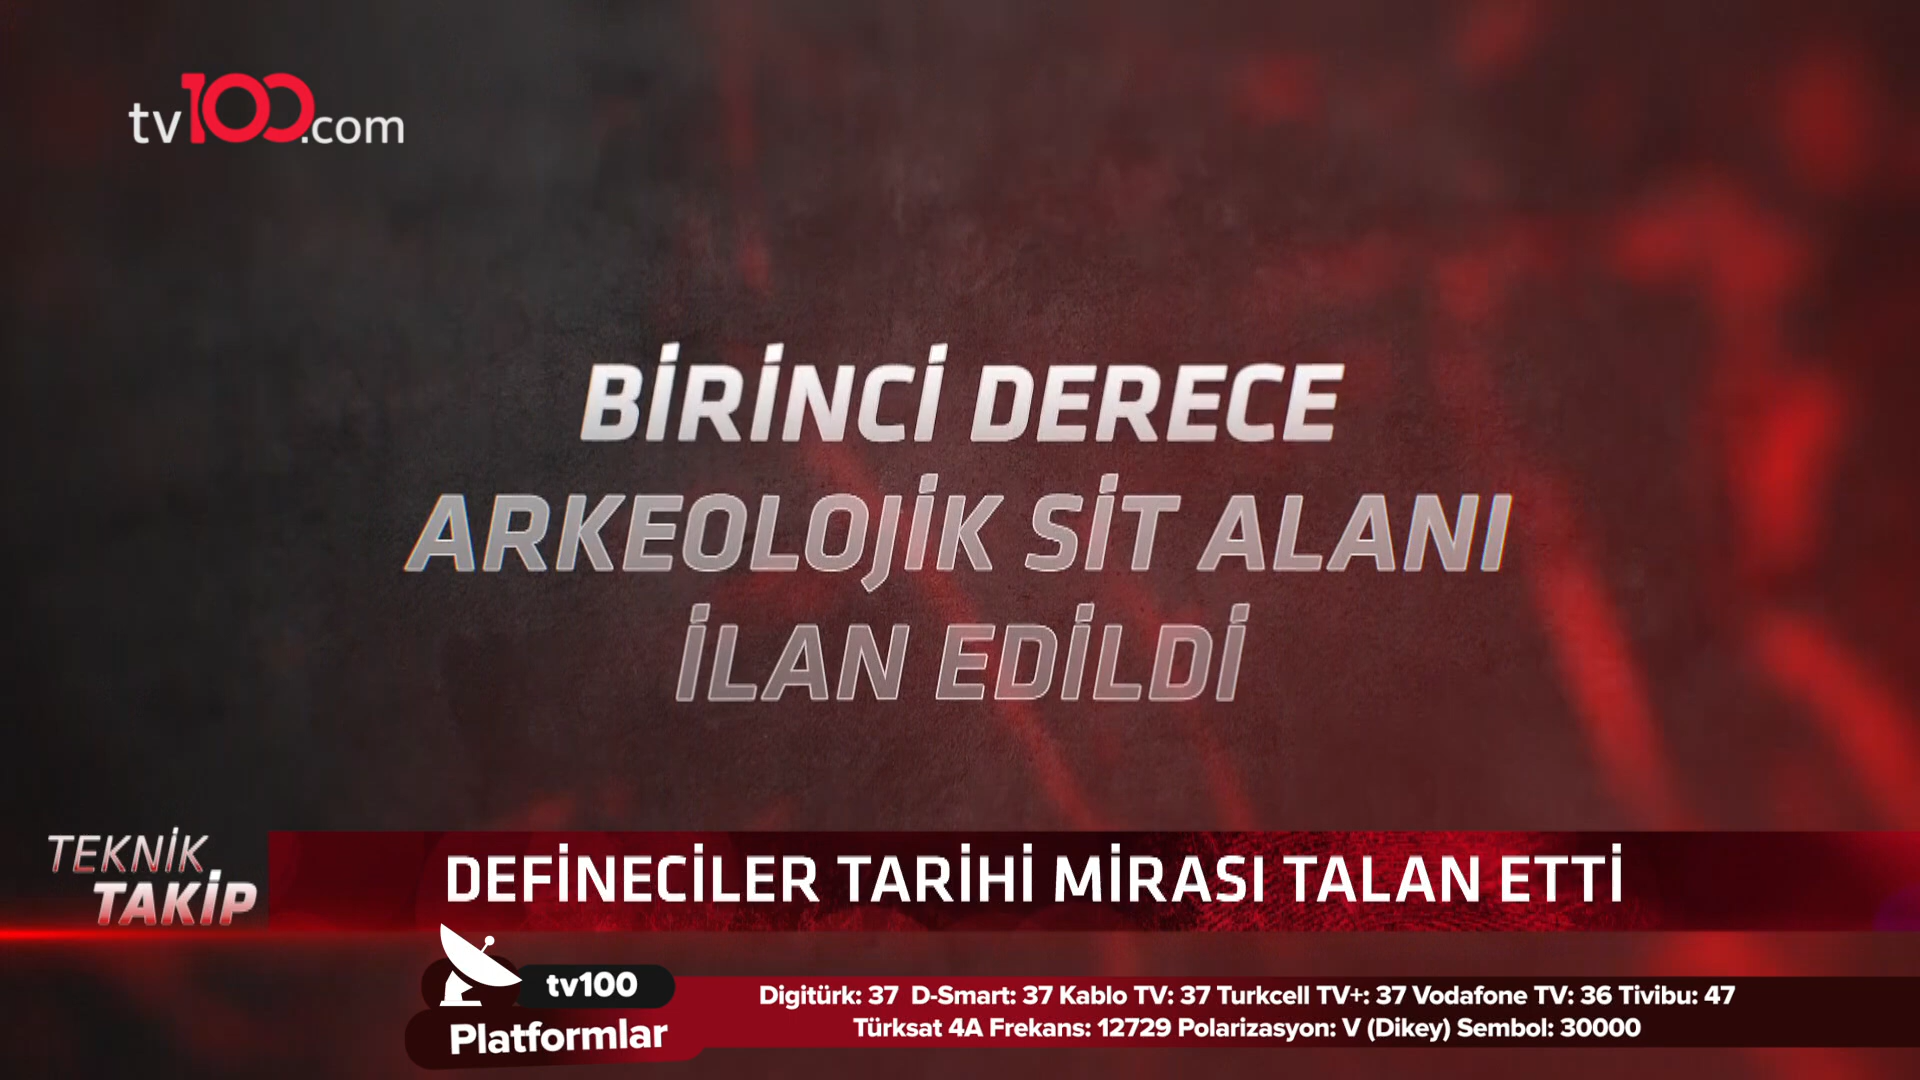 tv100.com
BİRİNCİ DERECE
ARKEOLOJİK SİT ALANI
İLAN EDİLDİ
TEKNİK
TAKİP
DEFİNECİLER TARİHİ MİRASI TALAN ETTİ
tv100
Platformlar
Digitürk: 37 D-Smart: 37 Kablo TV: 37 Turkcell TV+: 37 Vodafone TV: 36 Tivibu: 47
Türksat 4A Frekans: 12729 Polarizasyon: V (Dikey) Sembol: 30000